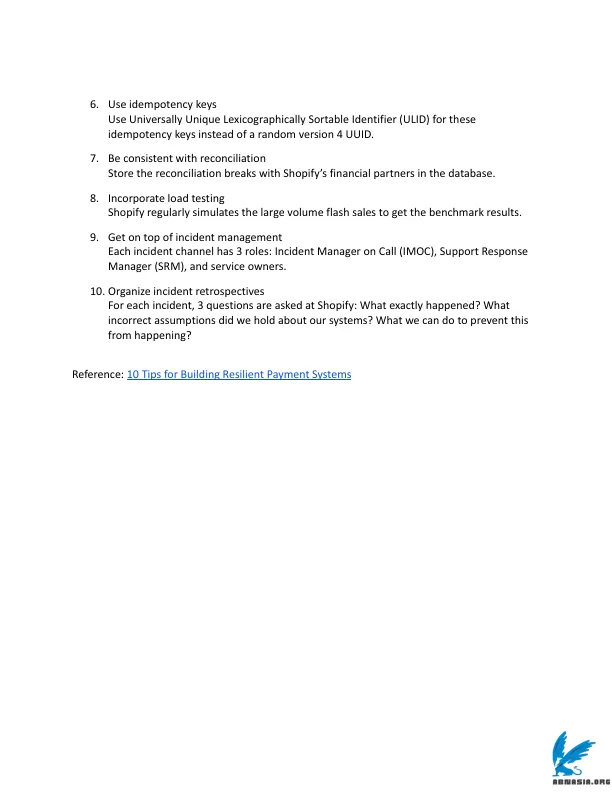 6. Use idempotency keys
Use Universally Unique Lexicographically Sortable Identifier (ULID) for these
idempotency keys instead of a random version 4 UUID.
7. Be consistent with reconciliation
Store the reconciliation breaks with Shopify’s financial partners in the database.
8. Incorporate load testing
Shopify regularly simulates the large volume flash sales to get the benchmark results.
9. Get on top of incident management
Each incident channel has 3 roles: Incident Manager on Call (IMOC), Support Response
Manager (SRM), and service owners.
10. Organize incident retrospectives
For each incident, 3 questions are asked at Shopify: What exactly happened? What
incorrect assumptions did we hold about our systems? What we can do to prevent this
from happening?
Reference: 10 Tips for Building Resilient Payment Systems
ABNASIA.ORG